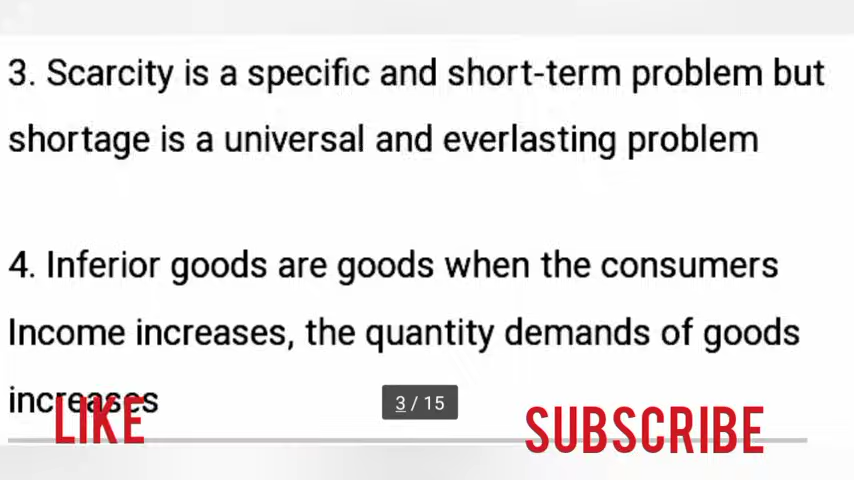 3. Scarcity is a specific and short-term problem but
shortage is a universal and everlasting problem
4. Inferior goods are goods when the consumers
Income increases, the quantity demands of goods
increases
3 / 15
LIKE
SUBSCRIBE